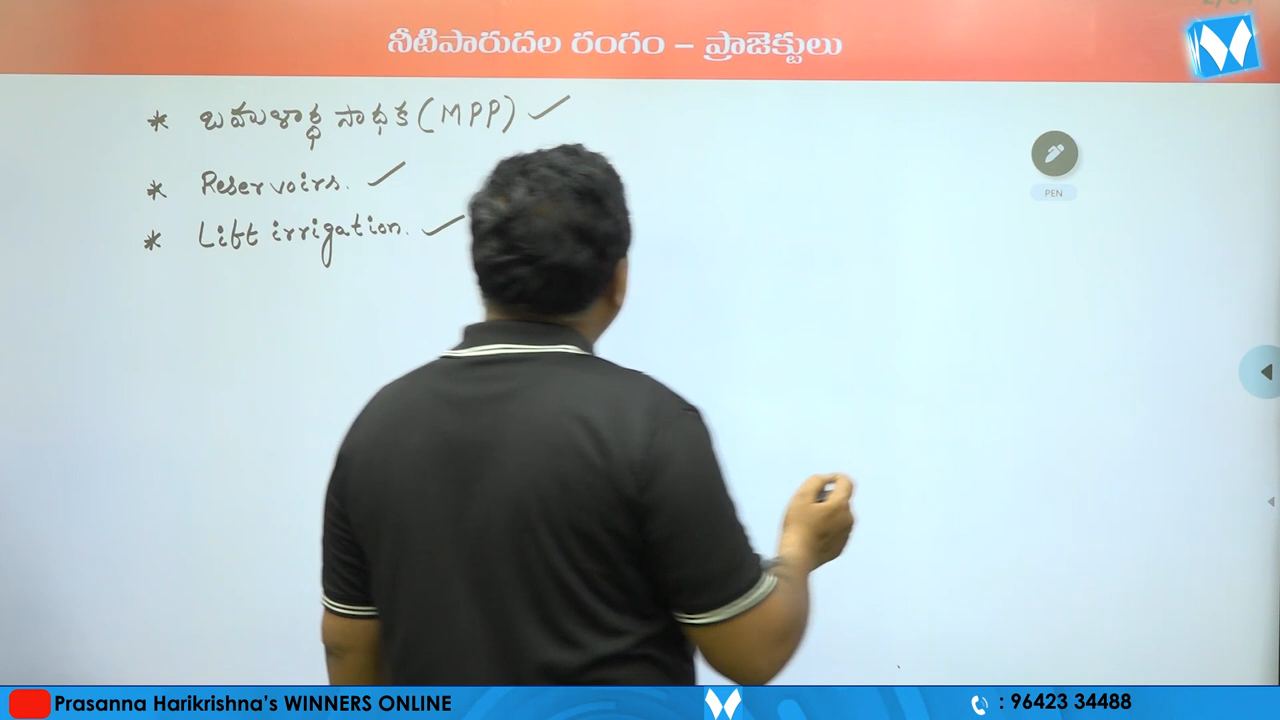 నీటిపారుదల రంగం – ప్రాజెక్టులు
* బహుళార్ధ సాధక (MPP) ✓
* Reservoirs. ✓
* Lift irrigation. ✓
PEN
Prasanna Harikrishna's WINNERS ONLINE
: 96423 34488